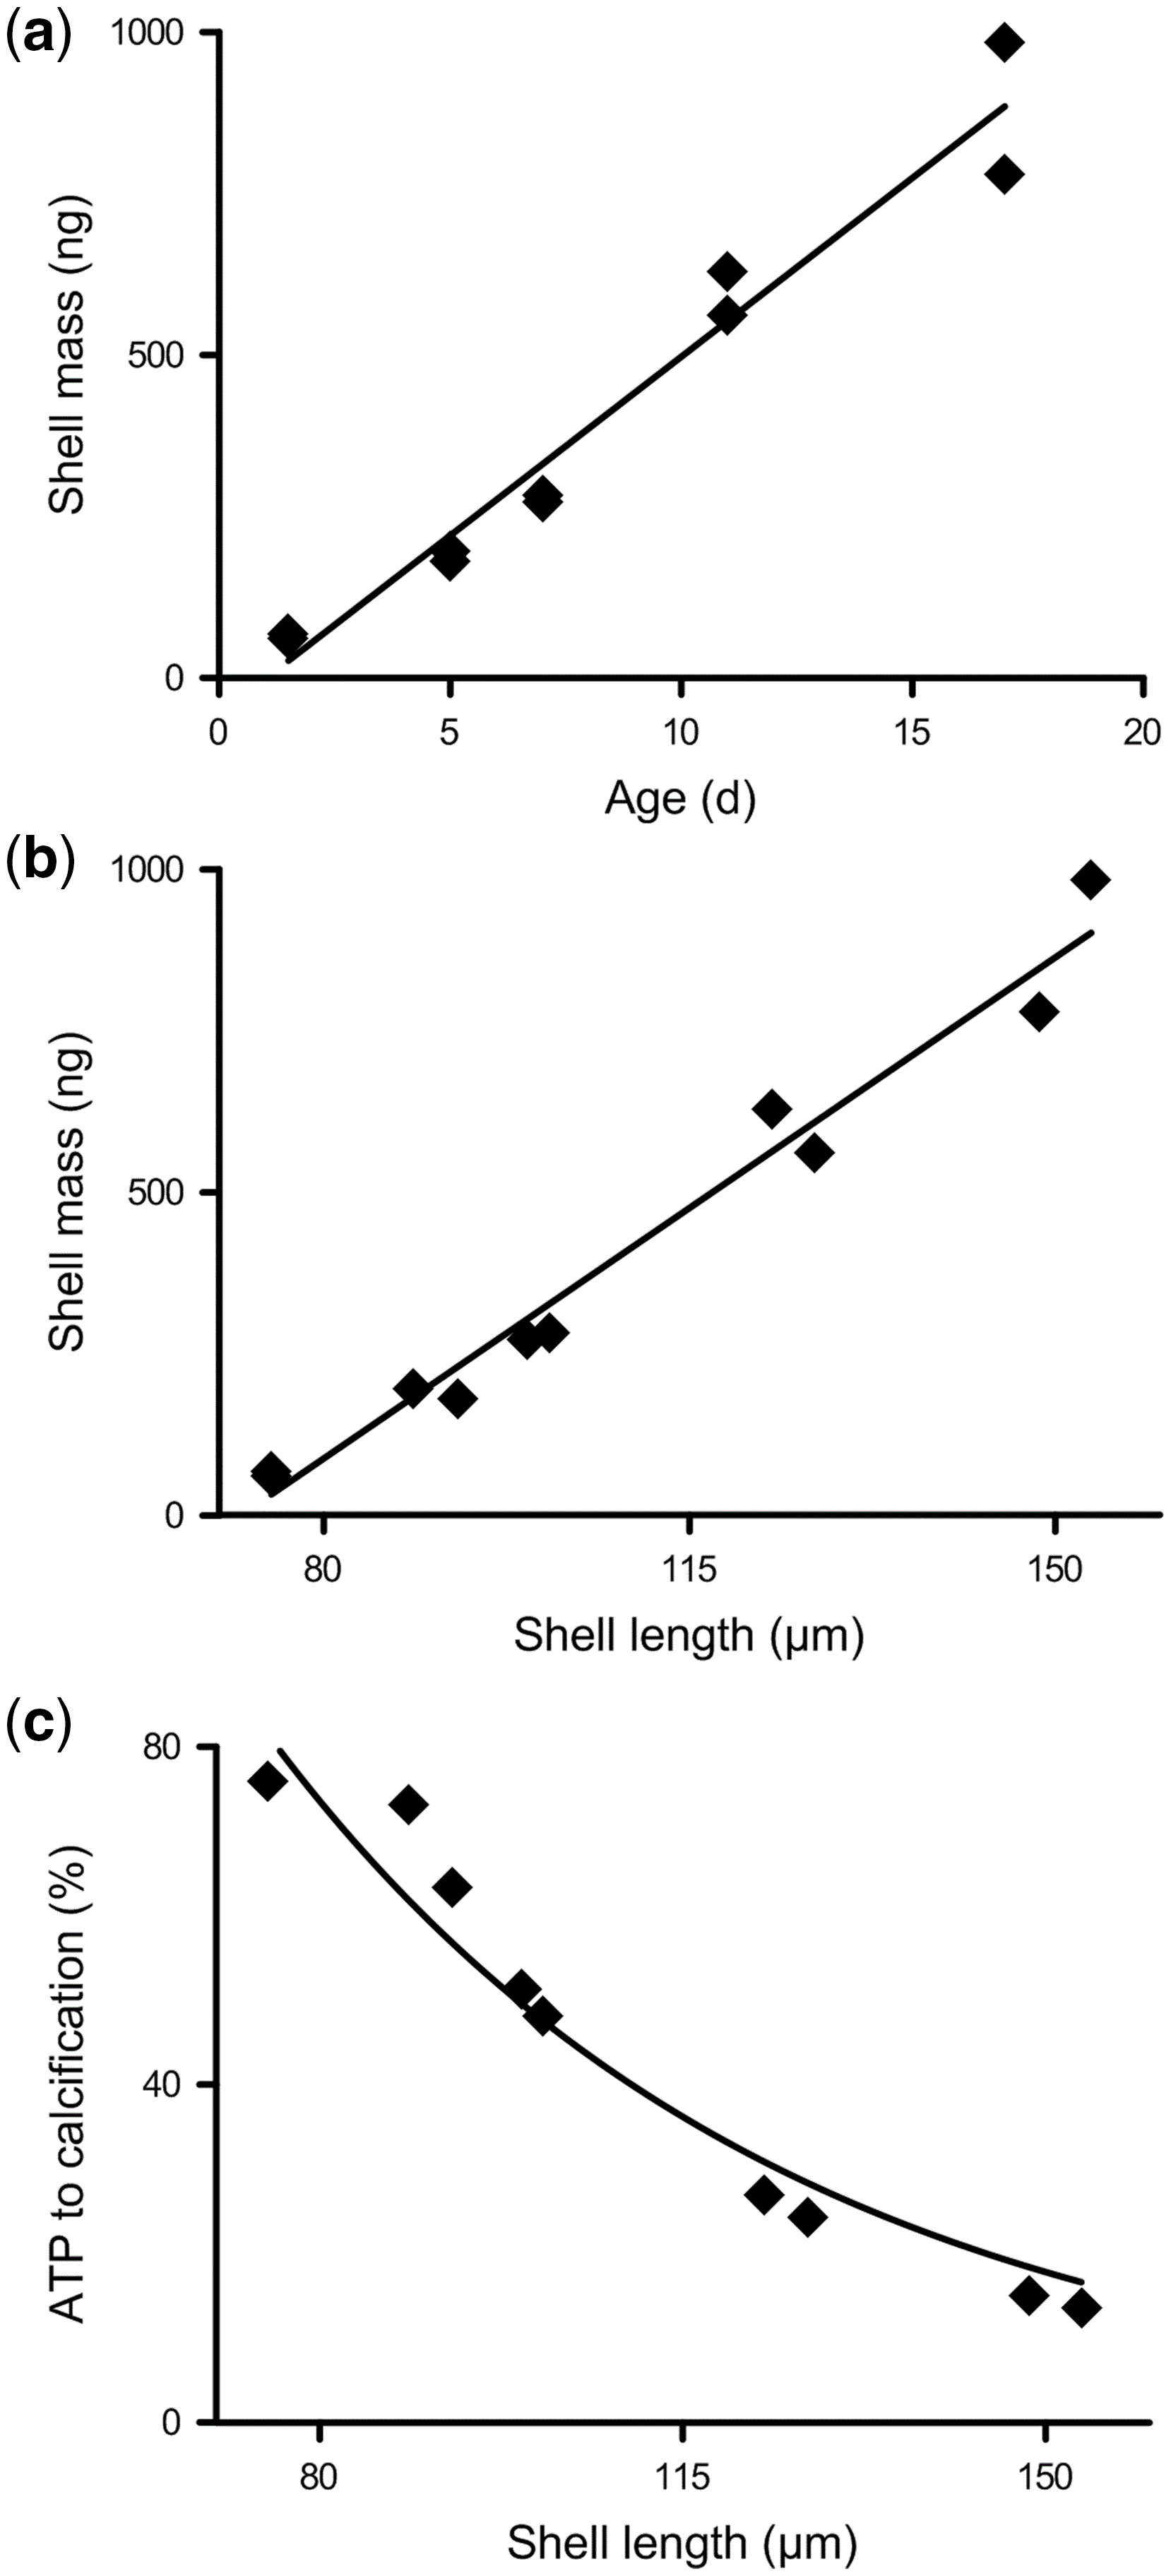 (a)
1000
500
0
Shell mass (ng)
0 5 10 15 20
Age (d)
(b)
1000
500
0
Shell mass (ng)
80 115 150
Shell length (µm)
(c)
80
40
0
ATP to calcification (%)
80 115 150
Shell length (µm)